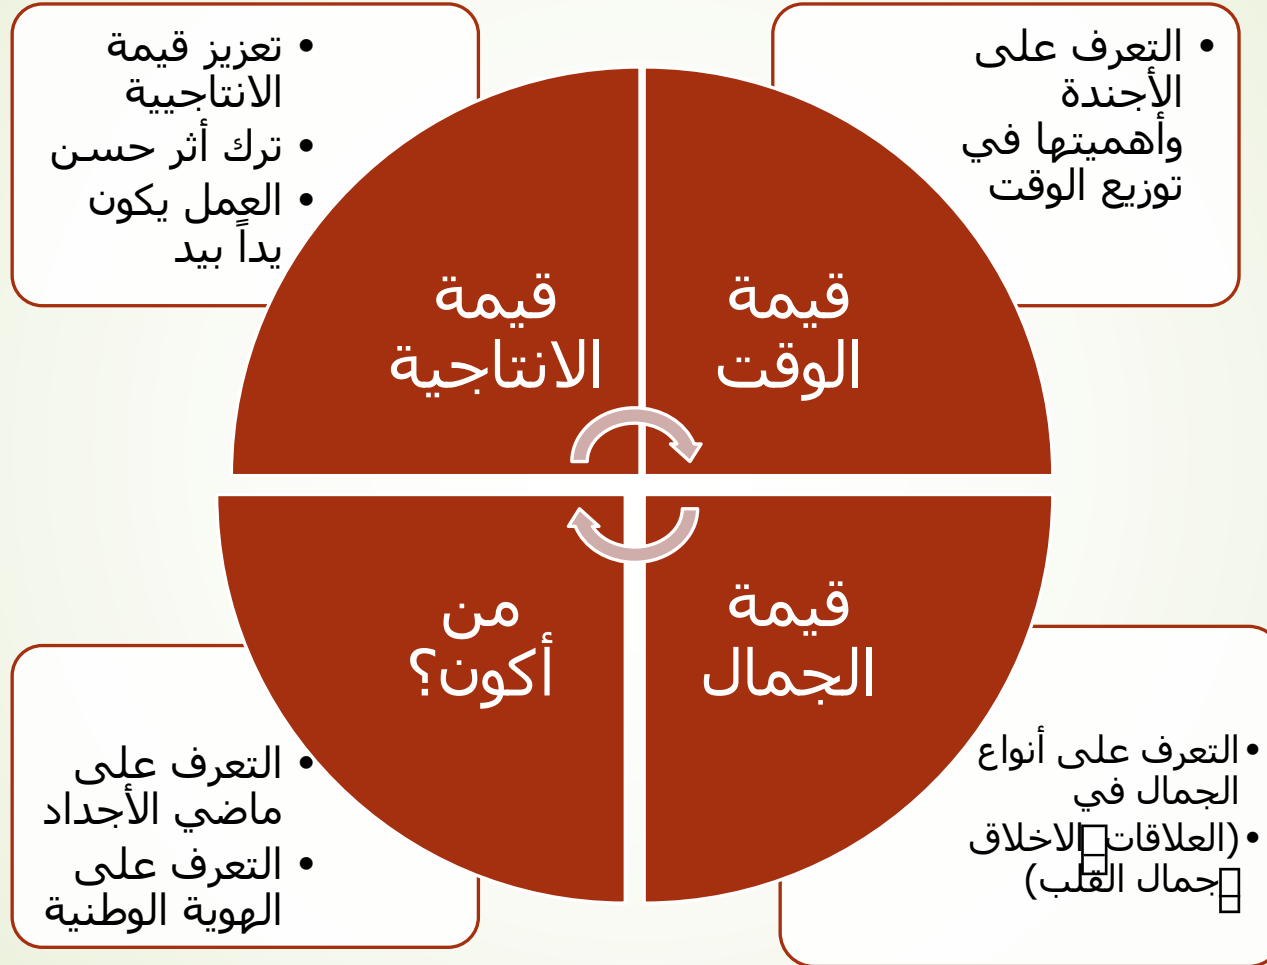 • التعرف على
الأجندة
وأهميتها في
توزيع الوقت
• تعزيز قيمة
الانتاجييية
• ترك أثر حسن
• العمل يكون
يداً بيد
قيمة
الوقت
قيمة
الانتاجية
قيمة
الجمال
من
أكون؟
• التعرف على أنواع
الجمال في
• (العلاقات الاخلاق
جمال القلب)
• التعرف على
ماضي الأجداد
• التعرف على
الهوية الوطنية